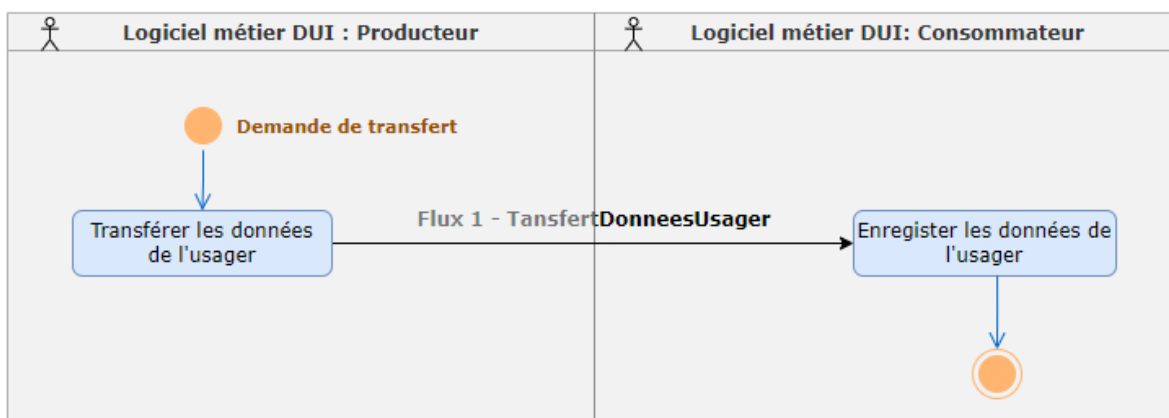 Logiciel métier DUI : Producteur
Logiciel métier DUI: Consommateur
Demande de transfert
Transférer les données
de l'usager
Flux 1 - TansfertDonneesUsager
Enregister les données de
l'usager